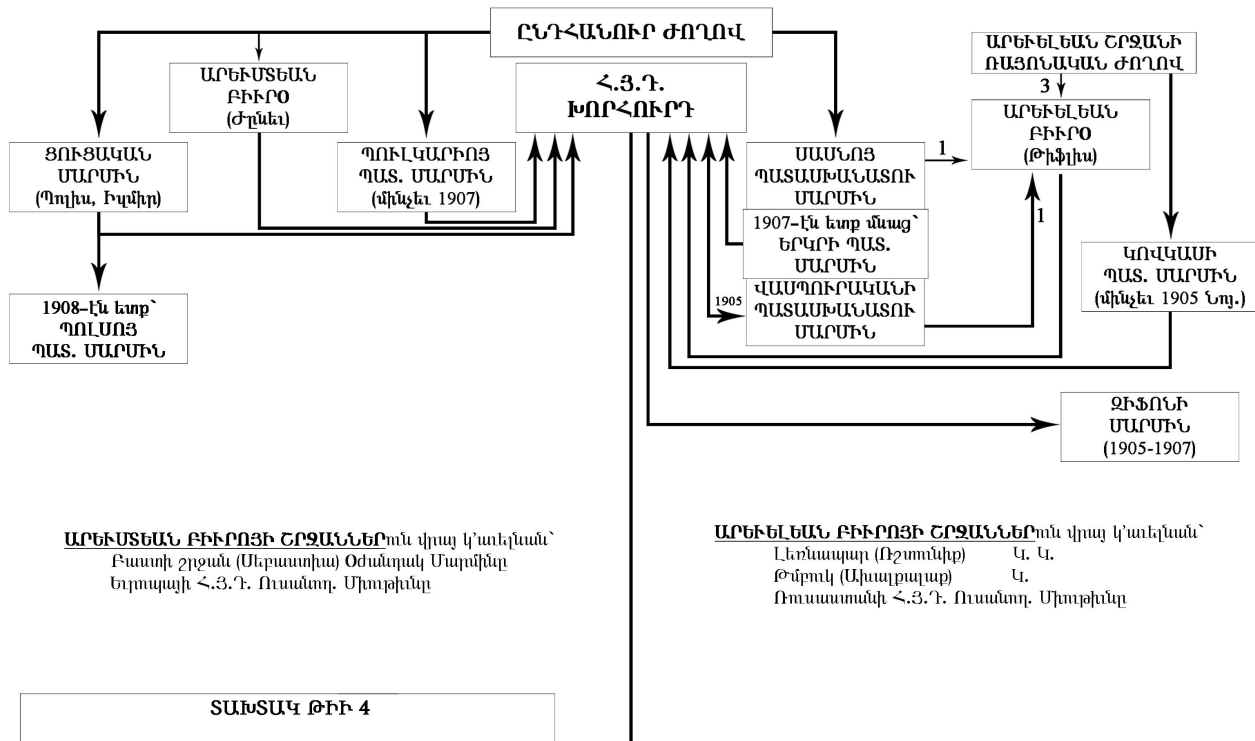 ԸՆԴՀԱՆՈՒՐ ԺՈՂՈՎ
ԱՐԵՒՄՏԵԱՆ
ԲԻՒՐՕ
(Ժընեւ)
Հ.Յ.Դ.
ԽՈՐՀՈՒՐԴ
ԱՐԵՒԵԼԵԱՆ ՇՐՋԱՆԻ
ՌԱՅՈՆԱԿԱՆ ԺՈՂՈՎ
3
ԱՐԵՒԵԼԵԱՆ
ԲԻՒՐՕ
(Թիֆլիս)
ՑՈՒՑԱԿԱՆ
ՄԱՐՄԻՆ
(Պոլիս, Իզմիր)
ՊՈՒԼԿԱՐԻՈՅ
ՊԱՏ. ՄԱՐՄԻՆ
(մինչեւ 1907)
ՍԱՍՆՈՅ
ՊԱՏԱՍԽԱՆԱՏՈՒ
ՄԱՐՄԻՆ
1
1907–էն ետք մնաց՝
ԵՐԿՐԻ ՊԱՏ.
ՄԱՐՄԻՆ
1
1905
ՎԱՍՊՈՒՐԱԿԱՆԻ
ՊԱՏԱՍԽԱՆԱՏՈՒ
ՄԱՐՄԻՆ
ԿՈՎԿԱՍԻ
ՊԱՏ. ՄԱՐՄԻՆ
(մինչեւ 1905 Նոյ.)
1908–էն ետք՝
ՊՈԼՍՈՅ
ՊԱՏ. ՄԱՐՄԻՆ
ԶԻՖՈՆԻ
ՄԱՐՄԻՆ
(1905-1907)
ԱՐԵՒՄՏԵԱՆ ԲԻՒՐՈՅԻ ՇՐՋԱՆՆԵՐուն վրայ կ’աւելնան՝
Բաստի շրջան (Սեբաստիա) Օժանդակ Մարմինը
Եւրոպայի Հ.Յ.Դ. Ուսանող. Միութիւնը
ԱՐԵՒԵԼԵԱՆ ԲԻՒՐՈՅԻ ՇՐՋԱՆՆԵՐուն վրայ կ’աւելնան՝
Լեռնապար (Ռշտունիք) Կ. Կ.
Թմբուկ (Ախալքալաք) Կ.
Ռուսաստանի Հ.Յ.Դ. Ուսանող. Միութիւնը
ՏԱԽՏԱԿ ԹԻՒ 4